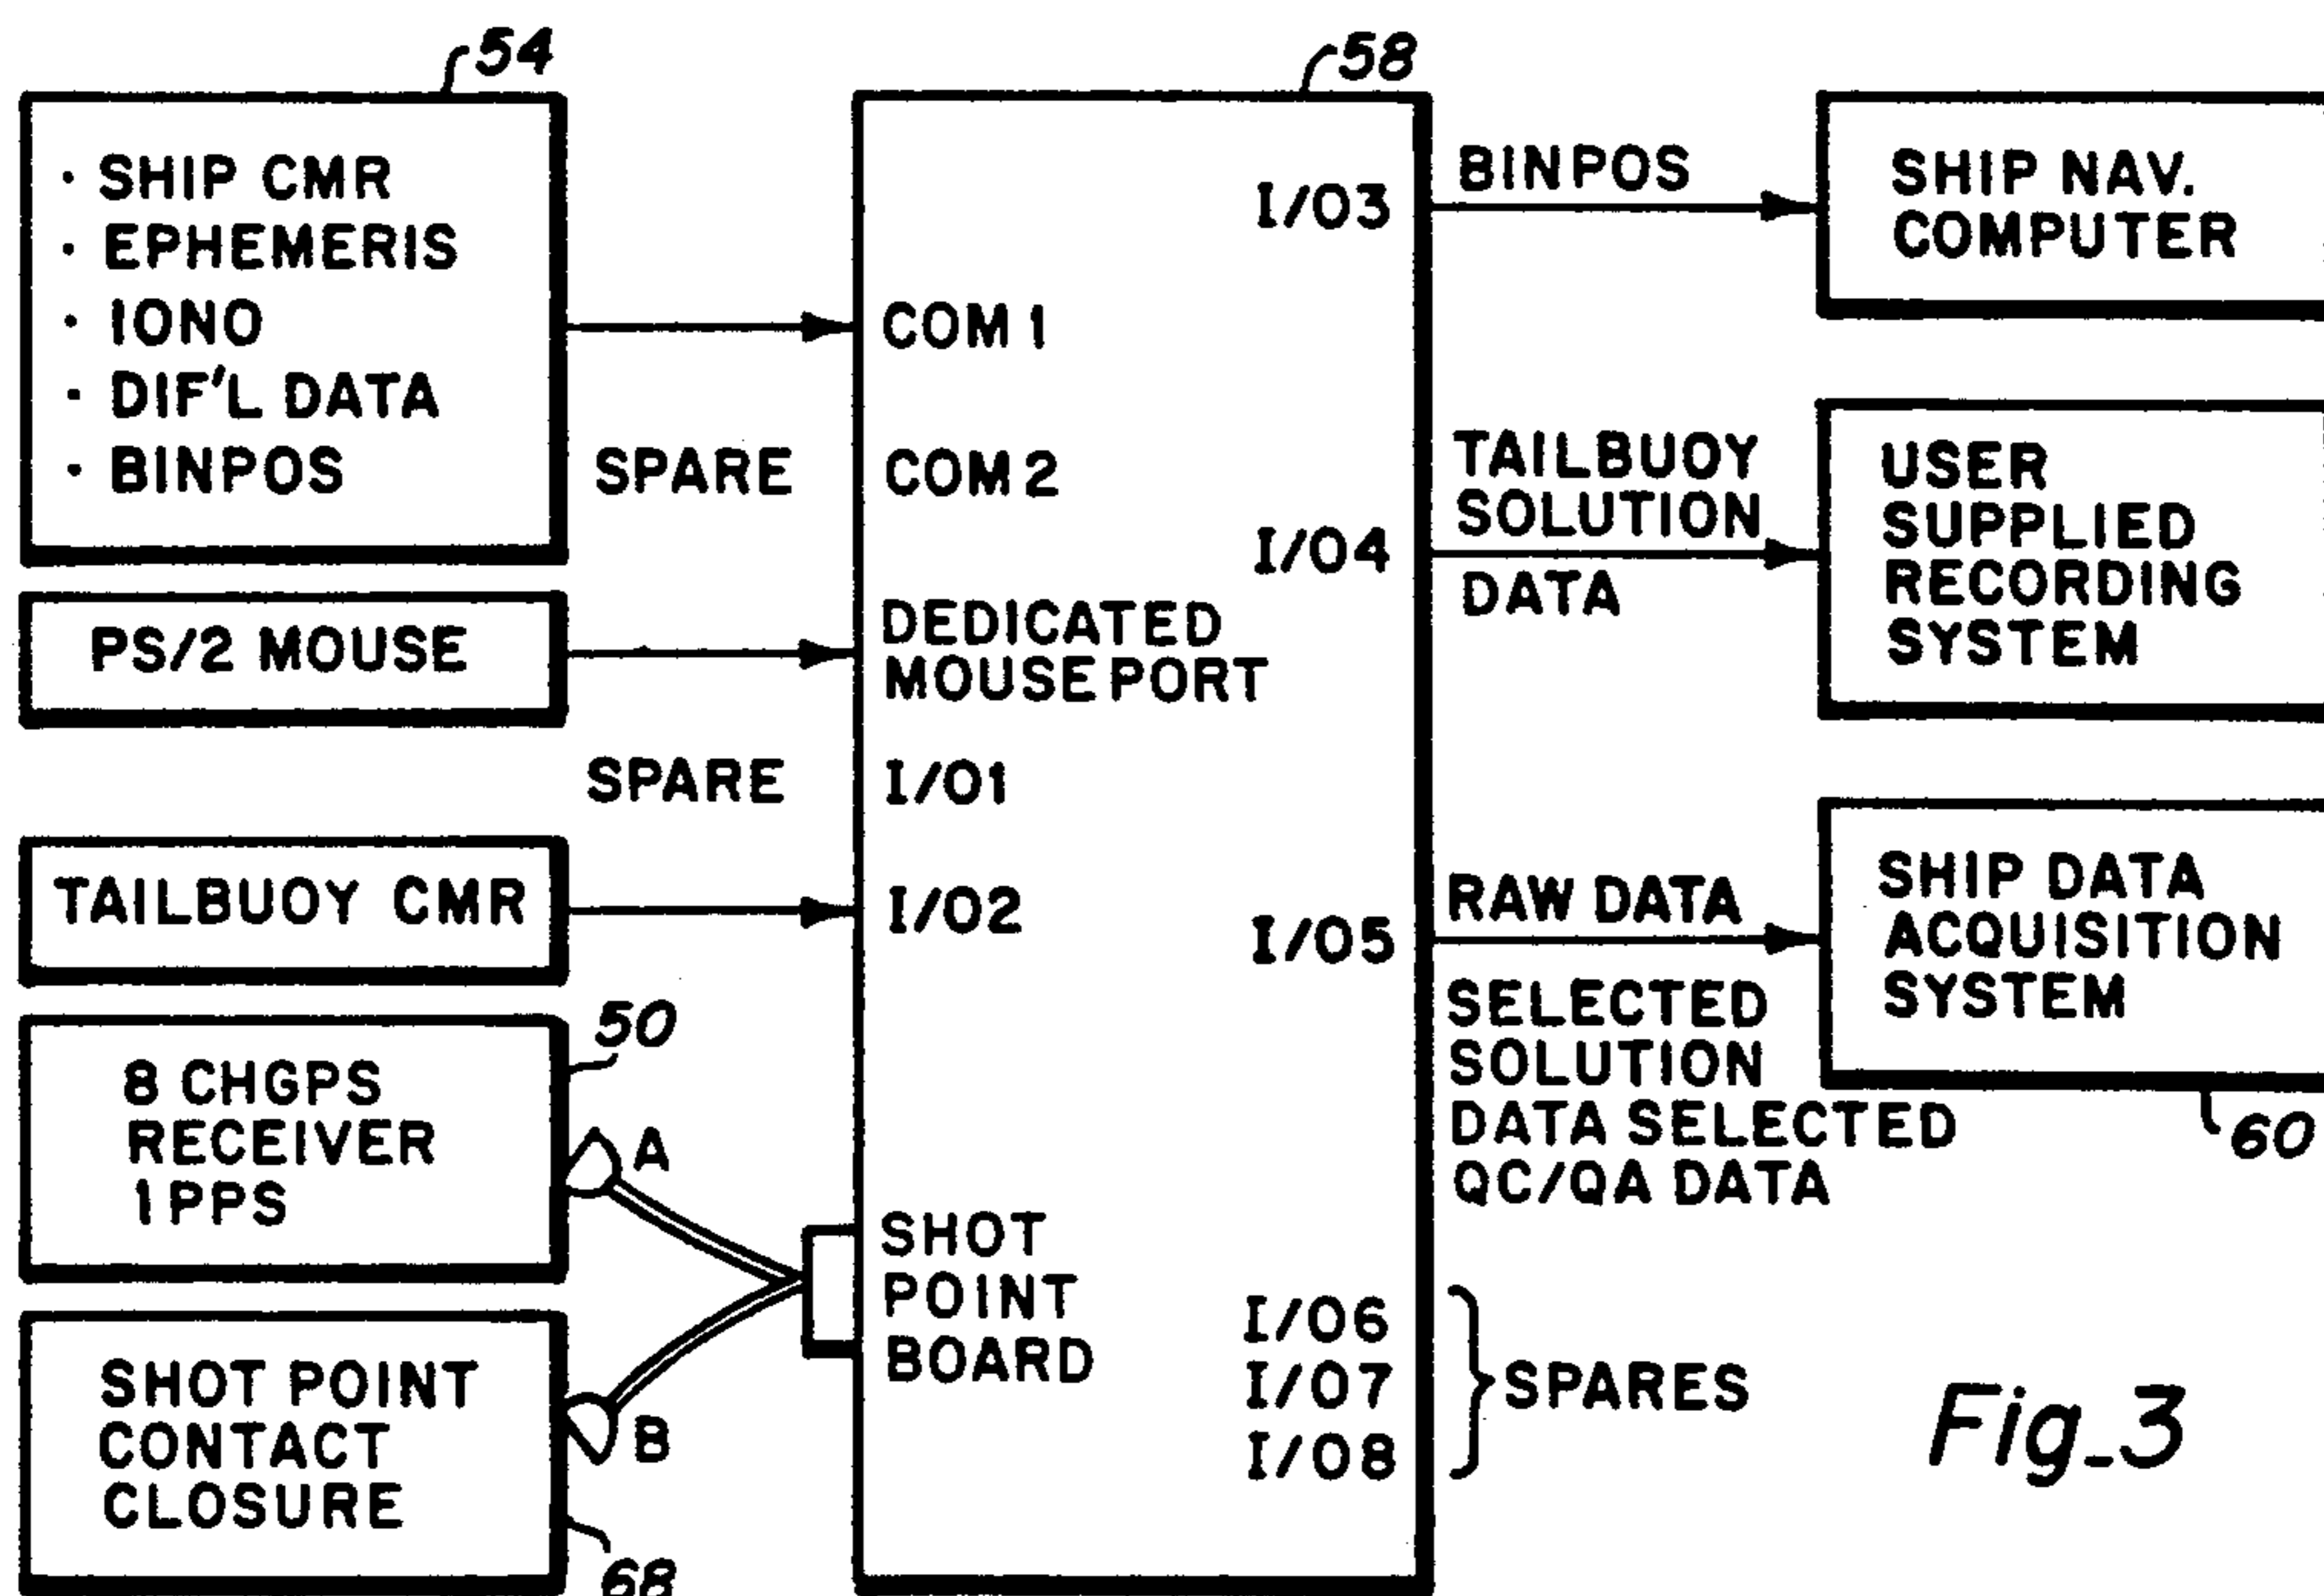 54
· SHIP CMR
· EPHEMERIS
· IONO
· DIF'L DATA
· BINPOS
SPARE
PS/2 MOUSE
SPARE
TAILBUOY CMR
50
8 CHGPS
RECEIVER
1 PPS
A
SHOT POINT
CONTACT
CLOSURE
B
68
58
COM 1
COM 2
DEDICATED
MOUSE PORT
I/O1
I/O2
SHOT
POINT
BOARD
I/O3
I/O4
I/O5
I/O6
I/O7
I/O8
BINPOS
TAILBUOY
SOLUTION
DATA
RAW DATA
SELECTED
SOLUTION
DATA SELECTED
QC/QA DATA
SPARES
SHIP NAV.
COMPUTER
USER
SUPPLIED
RECORDING
SYSTEM
SHIP DATA
ACQUISITION
SYSTEM
60
Fig_3